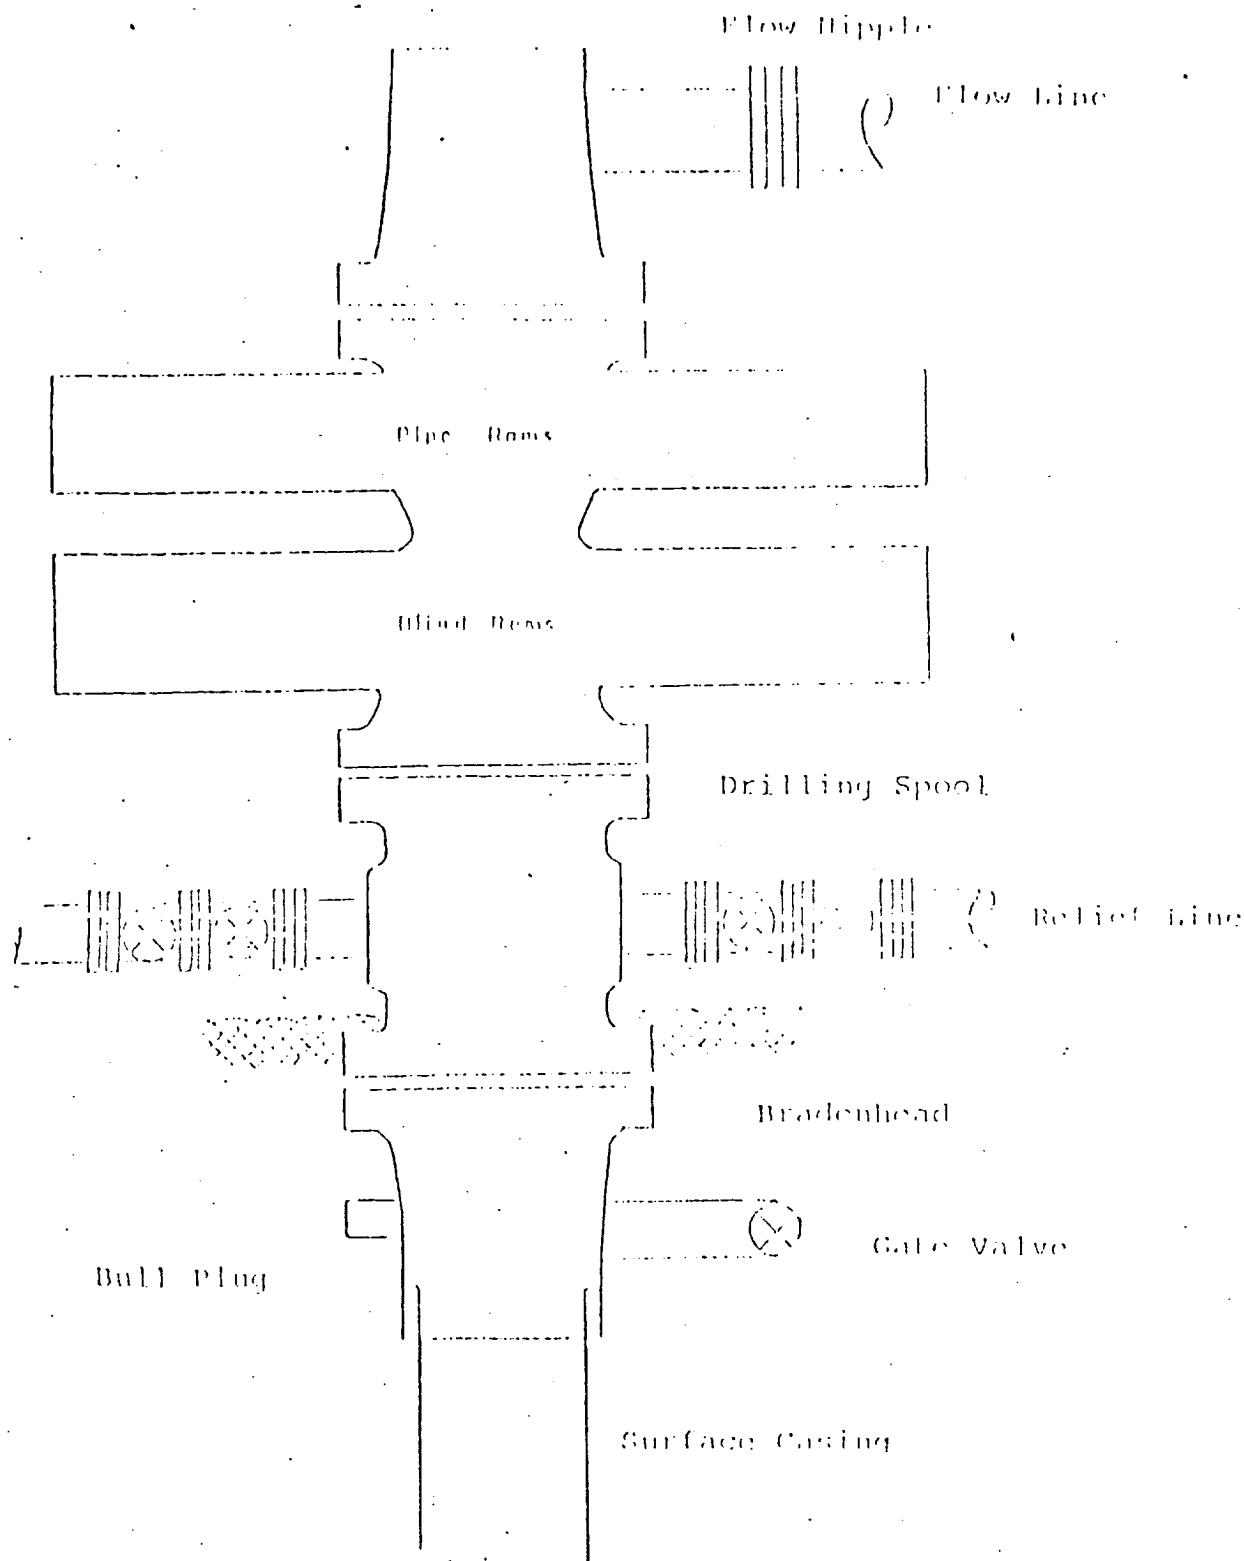 Flow Nipple
Flow Line
Pipe Rams
Blind Rams
Drilling Spool
Relief Line
Bradenhead
Gate Valve
Bull Plug
Surface Casing